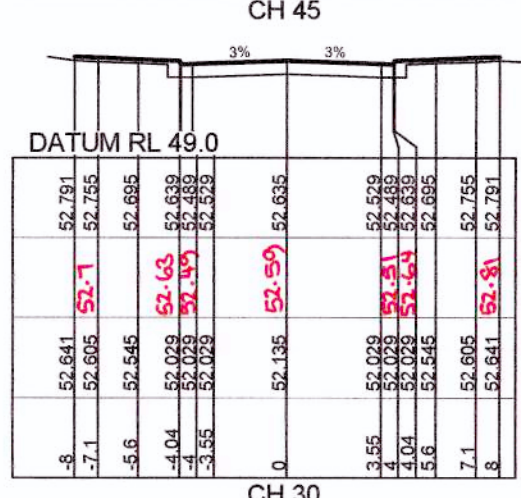 CH 45
3% 3%
DATUM RL 49.0
52.791 52.755 52.695 52.639 52.489 52.529 52.635 52.529 52.489 52.639 52.695 52.755 52.791
52.7 52.63 52.49 52.59 52.51 52.64 52.81
52.641 52.605 52.545 52.029 52.029 52.029 52.135 52.029 52.029 52.029 52.545 52.605 52.641
-8 -7.1 -5.6 -4.04 -4 -3.55 0 3.55 4 4.04 5.6 7.1 8
CH 30